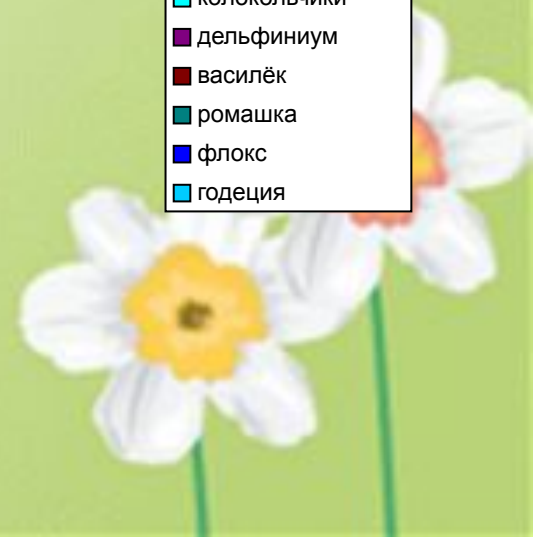 колокольчики
дельфиниум
василёк
ромашка
флокс
годеция